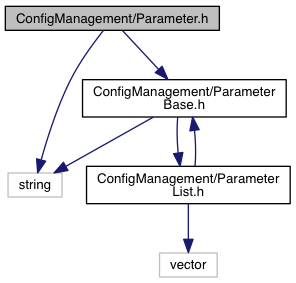 ConfigManagement/Parameter.h
ConfigManagement/Parameter
Base.h
string
ConfigManagement/Parameter
List.h
vector